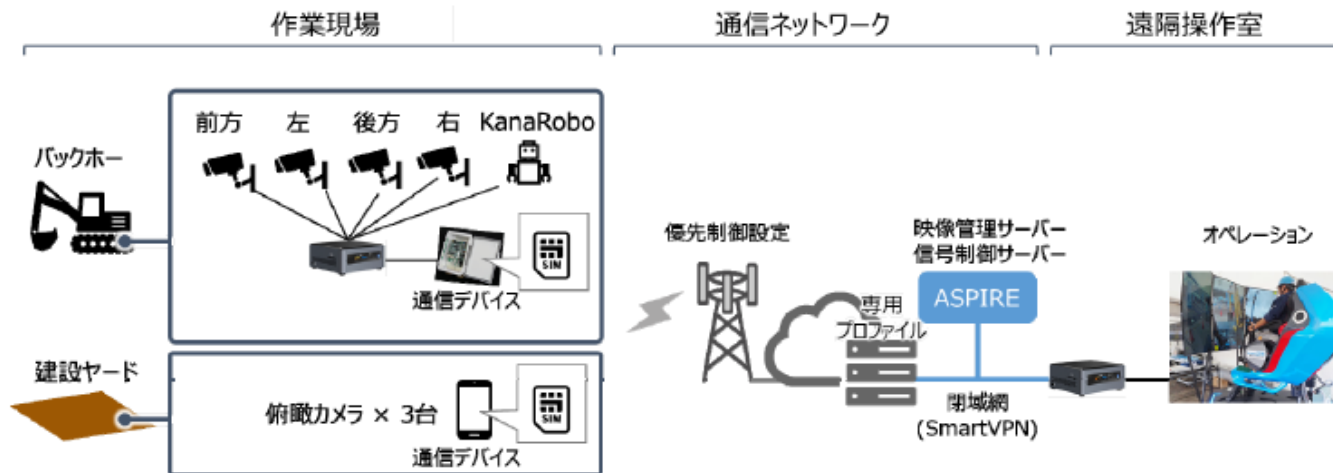 作業現場
通信ネットワーク
遠隔操作室
前方
左
後方
右
KanaRobo
バックホー
SIM
通信デバイス
建設ヤード
俯瞰カメラ × 3台
SIM
通信デバイス
優先制御設定
専用
プロファイル
映像管理サーバー
信号制御サーバー
ASPIRE
閉域網
(SmartVPN)
オペレーション